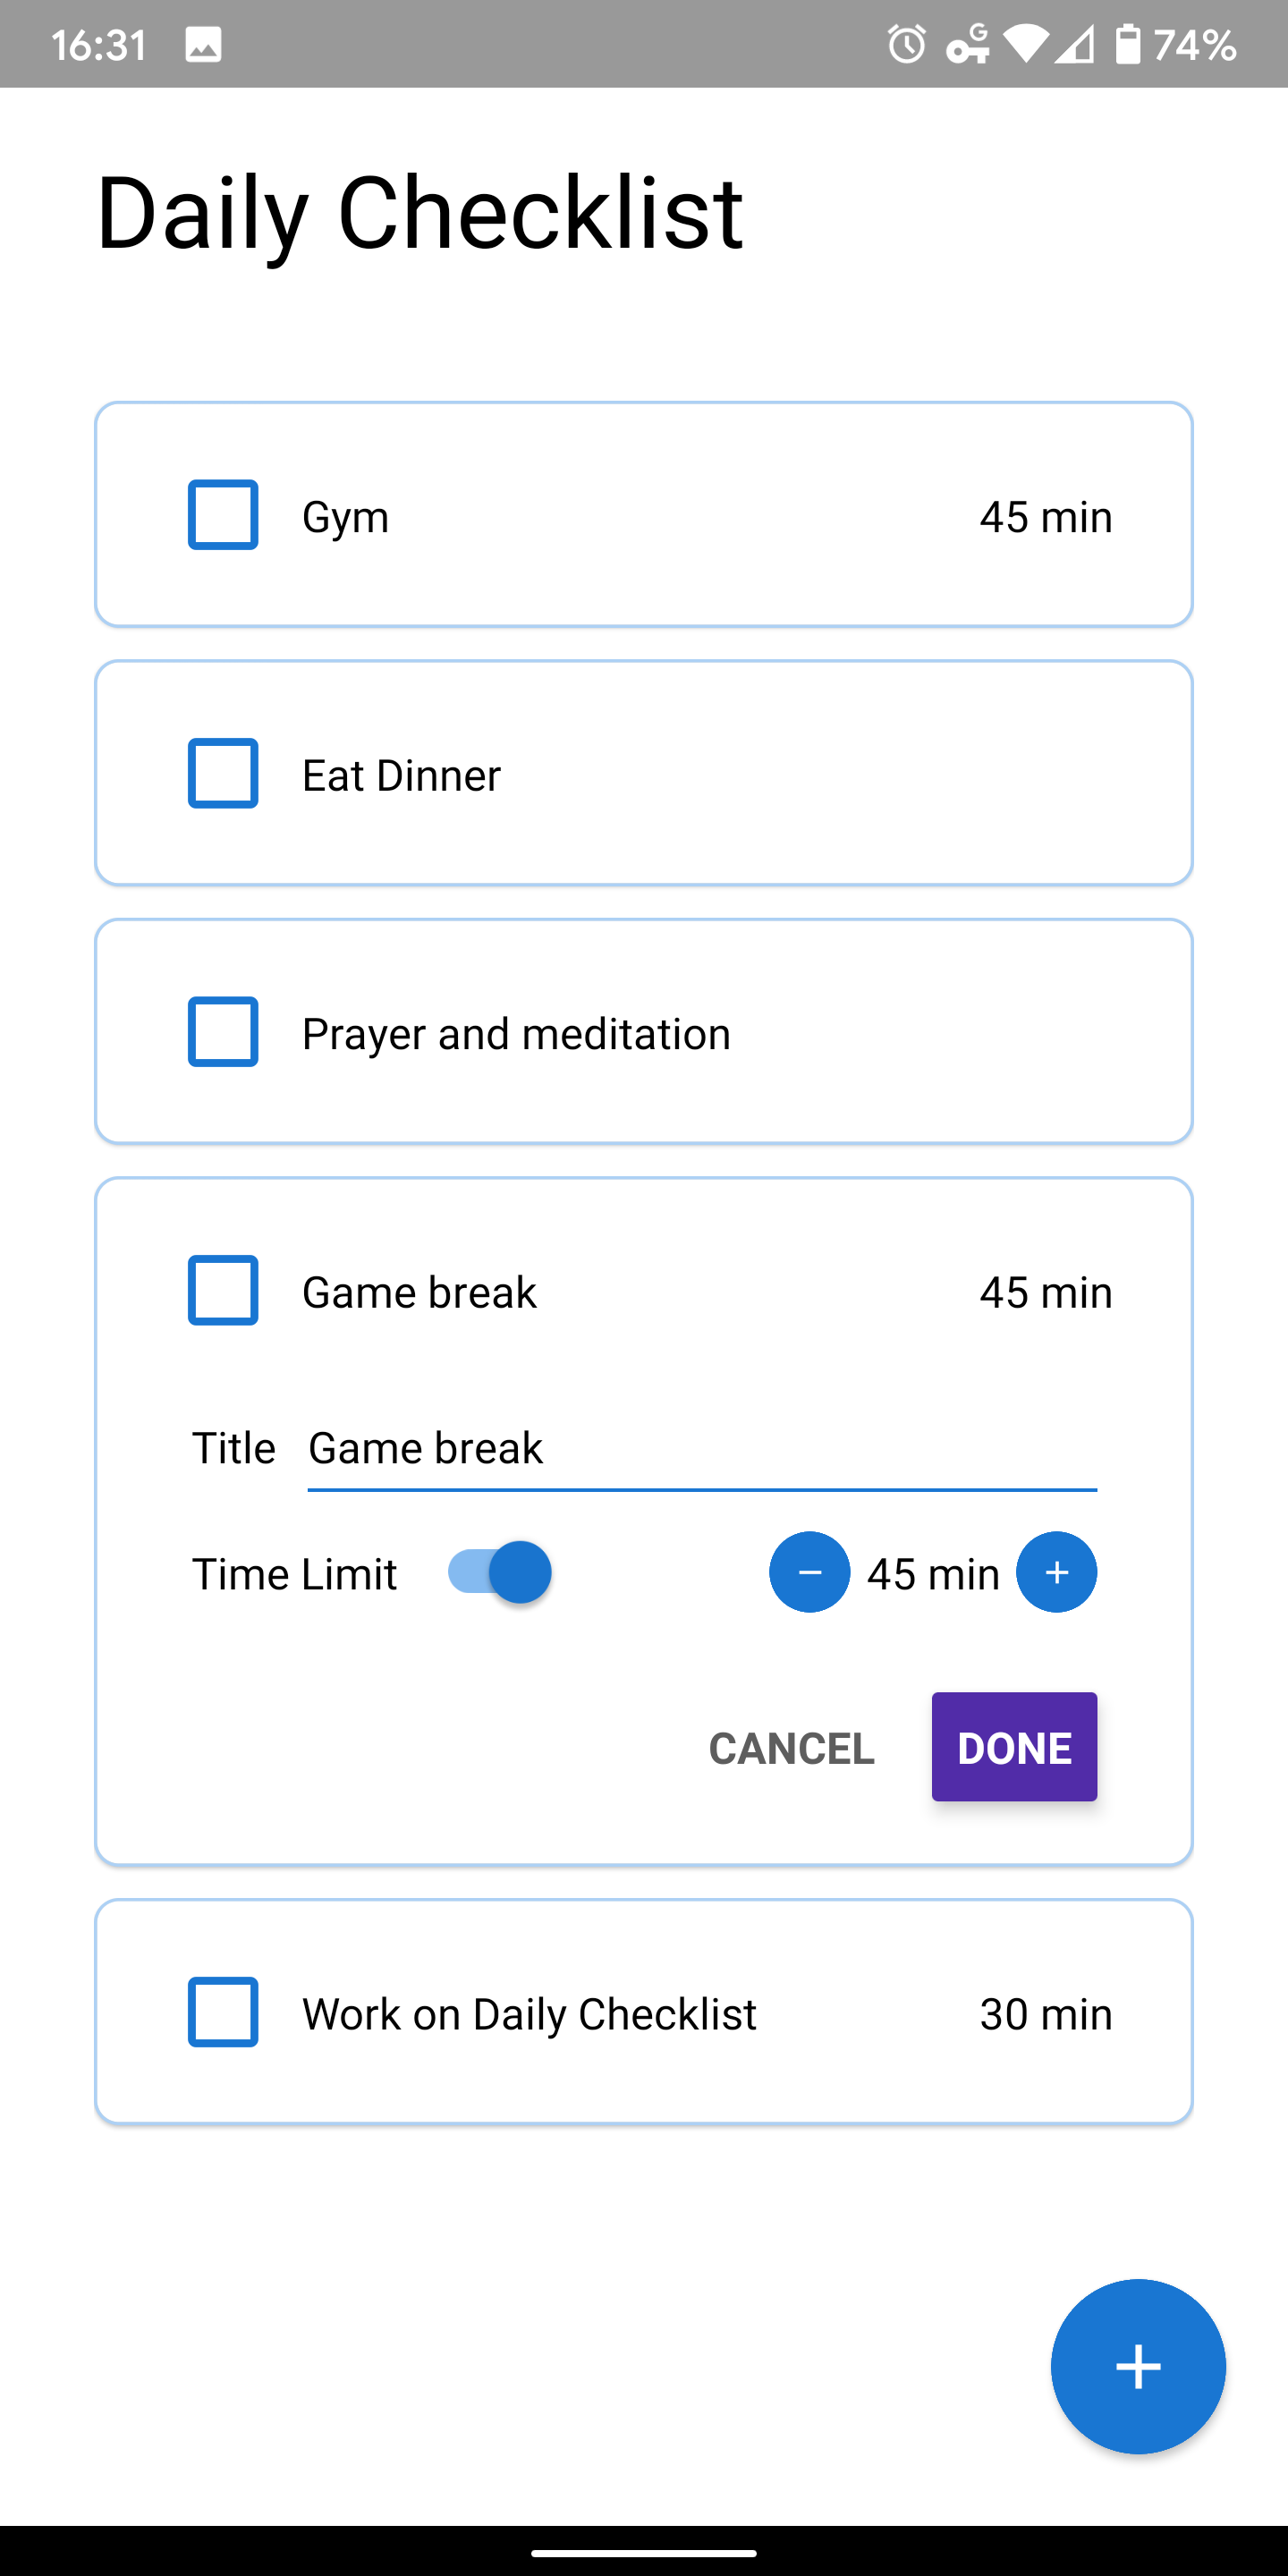 16:31 G 74%
Daily Checklist
Gym 45 min
Eat Dinner
Prayer and meditation
Game break 45 min
Title Game break
Time Limit − 45 min +
CANCEL DONE
Work on Daily Checklist 30 min
+